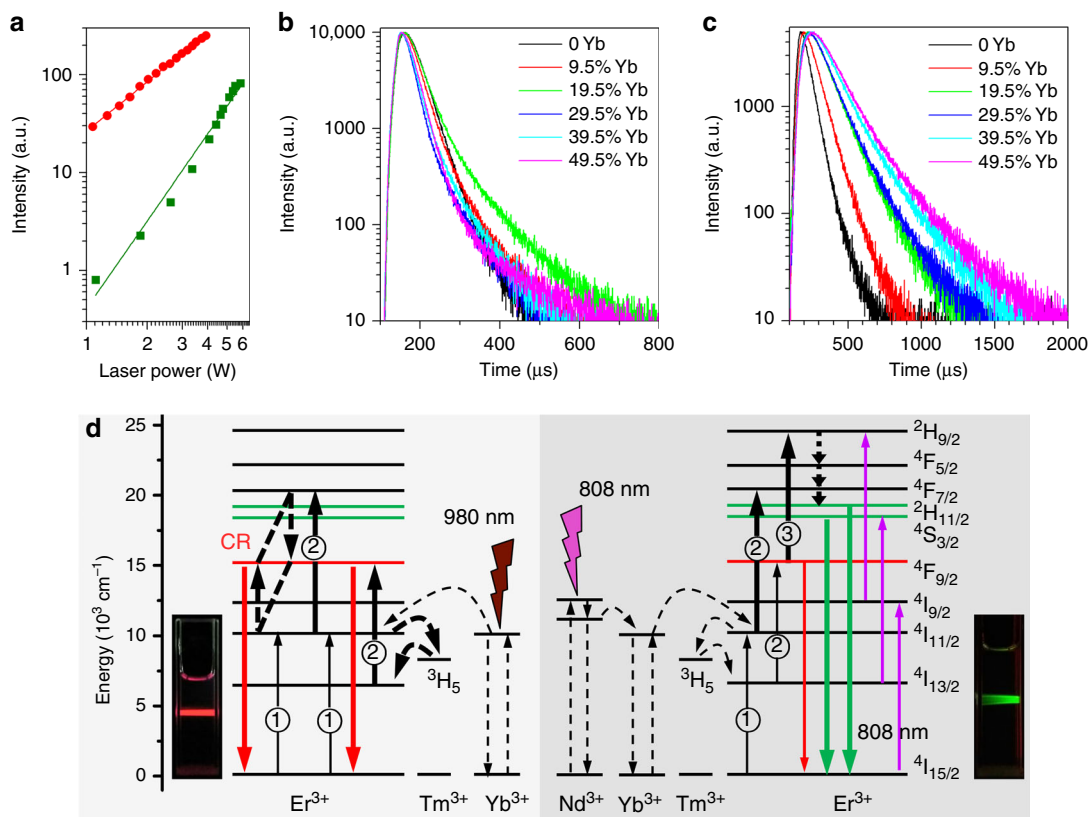 a
100
10
1
Intensity (a.u.)
1 2 3 4 5 6
Laser power (W)
b
10,000
1000
100
10
Intensity (a.u.)
0 Yb
9.5% Yb
19.5% Yb
29.5% Yb
39.5% Yb
49.5% Yb
200 400 600 800
Time (μs)
c
1000
100
10
Intensity (a.u.)
0 Yb
9.5% Yb
19.5% Yb
29.5% Yb
39.5% Yb
49.5% Yb
500 1000 1500 2000
Time (μs)
d
25
20
15
10
5
0
Energy (10³ cm⁻¹)
CR
2
2
1
1
980 nm
³H₅
Er³⁺
Tm³⁺
Yb³⁺
808 nm
³H₅
2
3
2
1
808 nm
²H₉/₂
⁴F₅/₂
⁴F₇/₂
²H₁₁/₂
⁴S₃/₂
⁴F₉/₂
⁴I₉/₂
⁴I₁₁/₂
⁴I₁₃/₂
⁴I₁₅/₂
Nd³⁺
Yb³⁺
Tm³⁺
Er³⁺